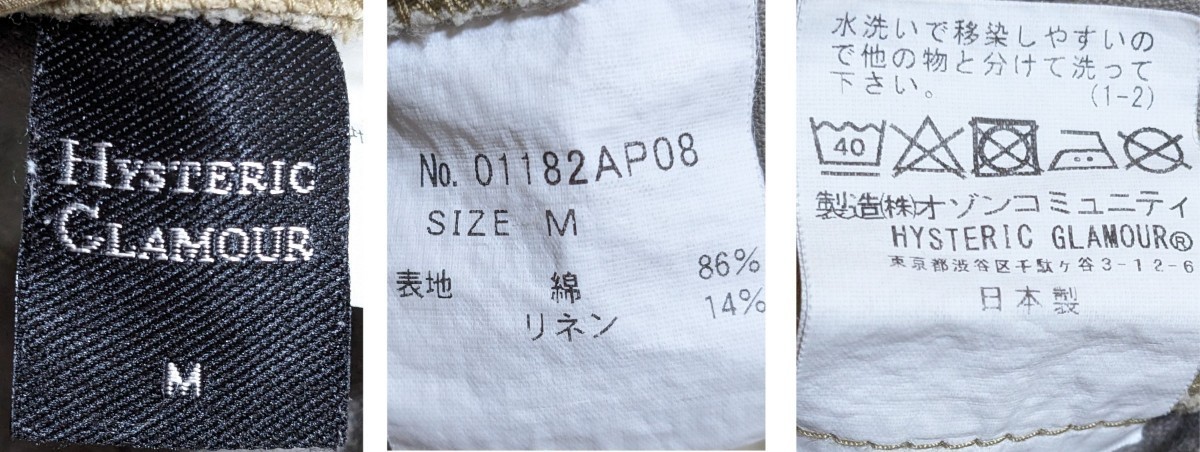 HYSTERIC
GLAMOUR
M
No. 01182AP08
SIZE M
表地 綿 86%
リネン 14%
水洗いで移染しやすいの
で他の物と分けて洗って
下さい。
(1-2)
40
製造(株)オゾンコミュニティ
HYSTERIC GLAMOUR®
東京都渋谷区千駄ヶ谷3-12-6
日本製